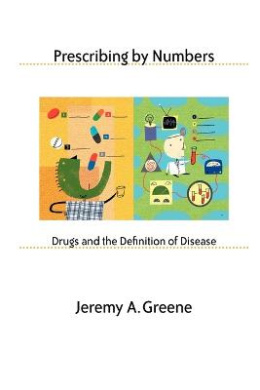 Prescribing by Numbers
Drugs and the Definition of Disease
Jeremy A. Greene